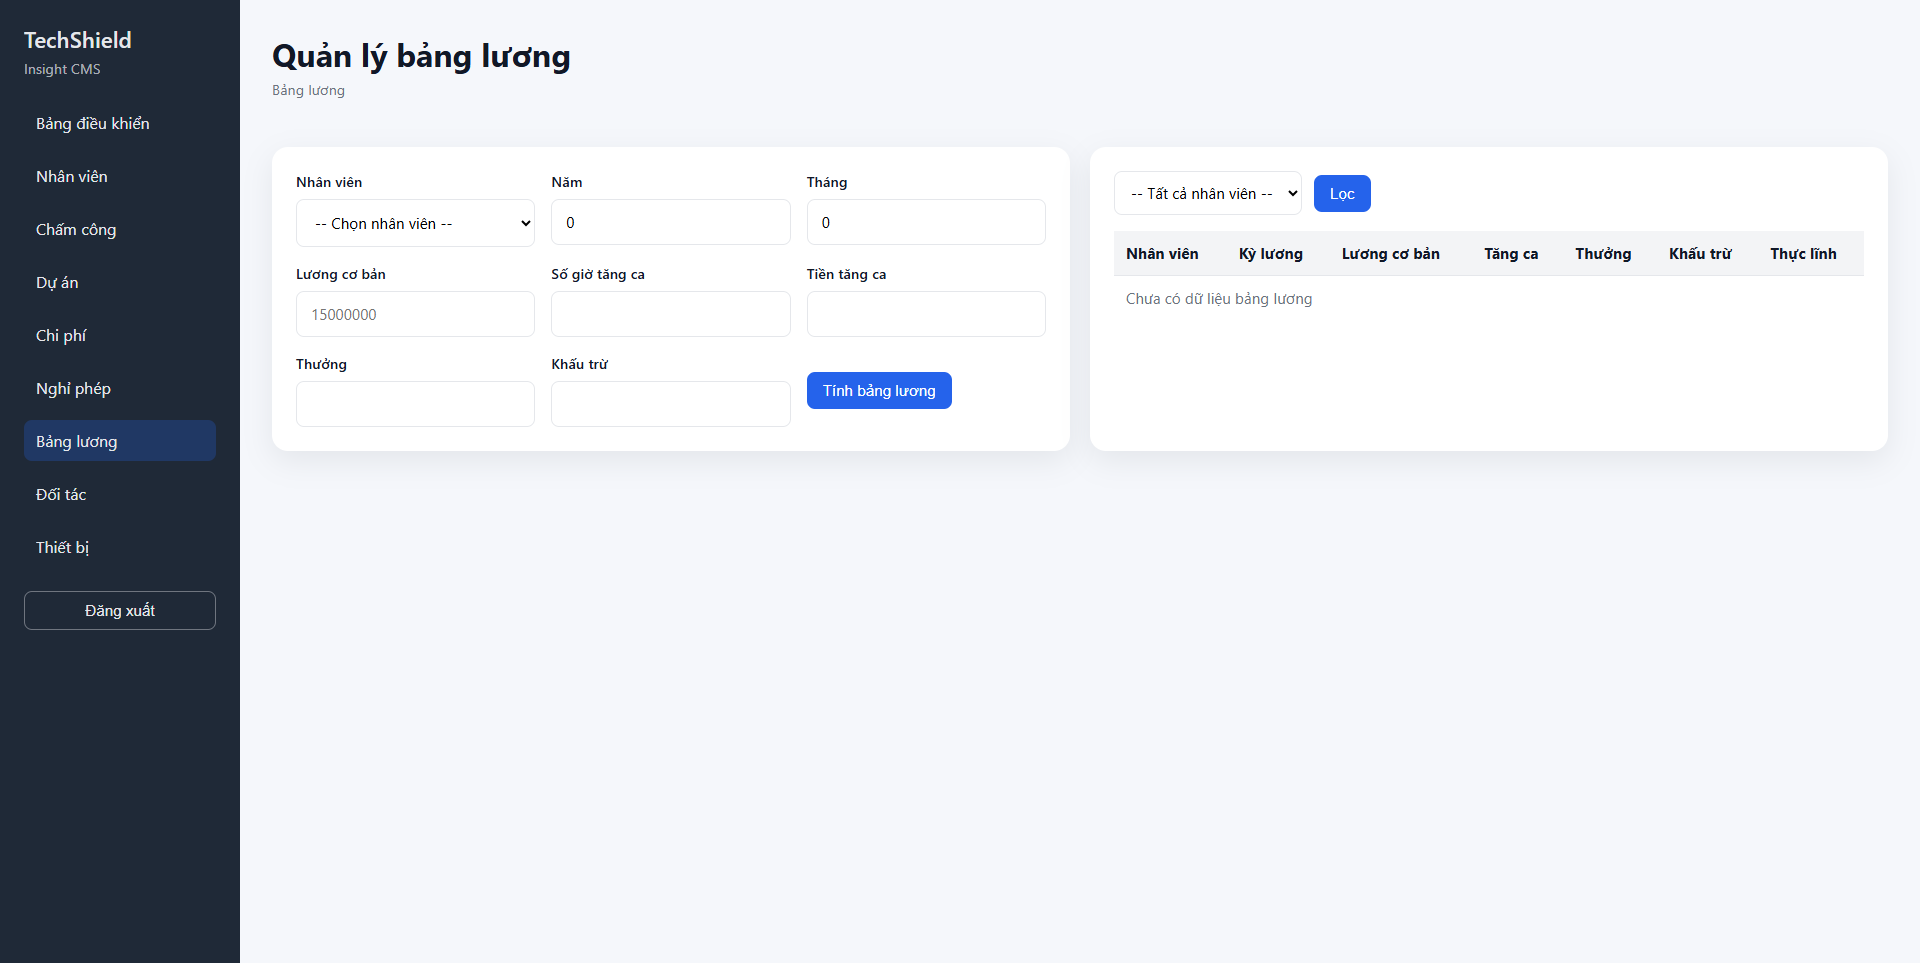 TechShield
Insight CMS
Bảng điều khiển
Nhân viên
Chấm công
Dự án
Chi phí
Nghỉ phép
Bảng lương
Đối tác
Thiết bị
Đăng xuất
Quản lý bảng lương
Bảng lương
Nhân viên Năm Tháng
-- Chọn nhân viên -- 0 0
Lương cơ bản Số giờ tăng ca Tiền tăng ca
15000000
Thưởng Khấu trừ
Tính bảng lương
-- Tất cả nhân viên -- Lọc
Nhân viên Kỳ lương Lương cơ bản Tăng ca Thưởng Khấu trừ Thực lĩnh
Chưa có dữ liệu bảng lương